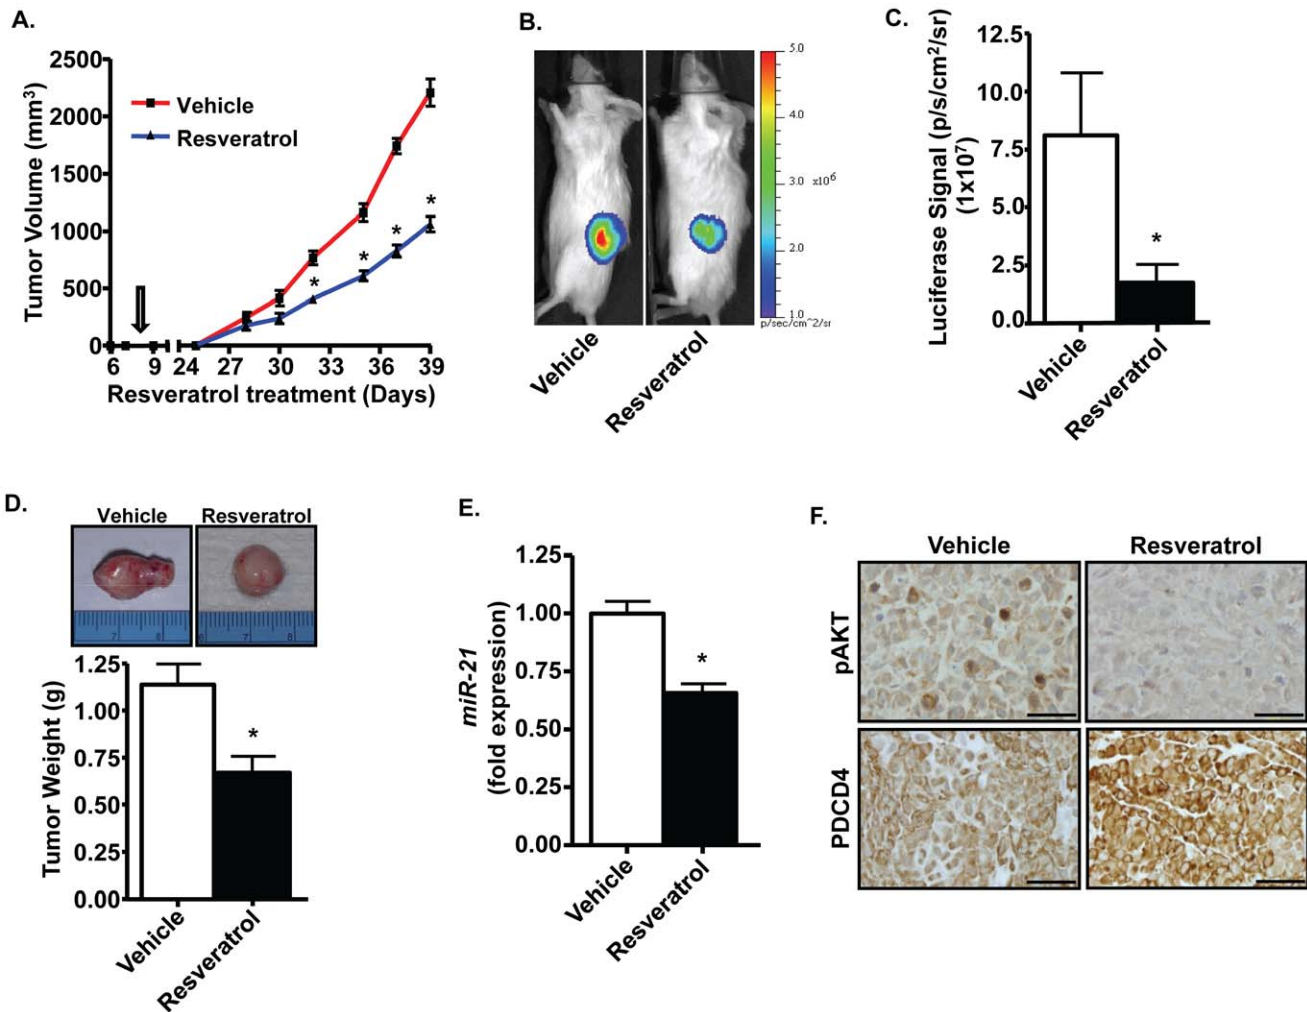 A.
Tumor Volume (mm³)
2500
2000
1500
1000
500
0
Vehicle
Resveratrol
*
*
*
*
6 9 24 27 30 33 36 39
Resveratrol treatment (Days)
B.
5.0
4.0
3.0 x10⁶
2.0
1.0
p/sec/cm^2/sr
Vehicle
Resveratrol
C.
Luciferase Signal (p/s/cm²/sr)
(1x10⁷)
12.5
10.0
7.5
5.0
2.5
0.0
*
Vehicle
Resveratrol
D.
Vehicle Resveratrol
7 8
6 7 8
Tumor Weight (g)
1.25
1.00
0.75
0.50
0.25
0.00
*
Vehicle
Resveratrol
E.
miR-21
(fold expression)
1.25
1.00
0.75
0.50
0.25
0.00
*
Vehicle
Resveratrol
F.
Vehicle Resveratrol
pAKT
PDCD4